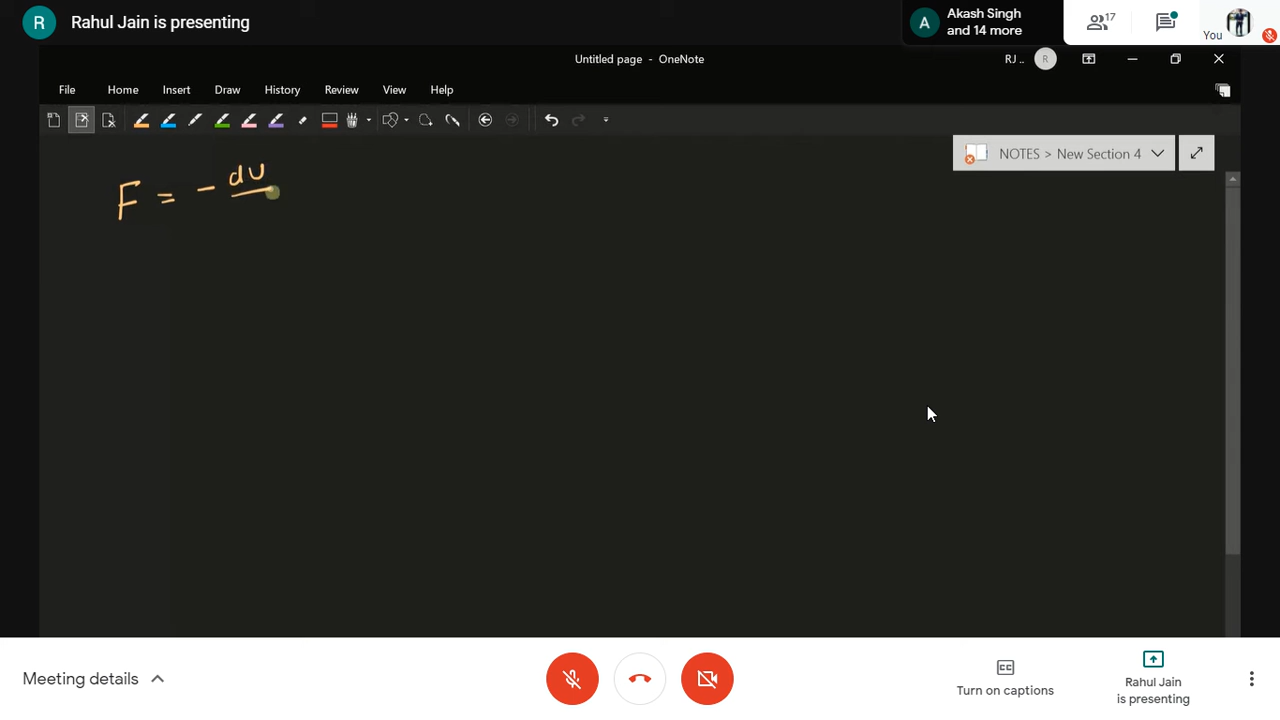 R Rahul Jain is presenting
A Akash Singh and 14 more
17
You
Untitled page - OneNote
RJ .. R
File Home Insert Draw History Review View Help
NOTES > New Section 4
F = - dU
Meeting details
CC
Turn on captions
Rahul Jain is presenting